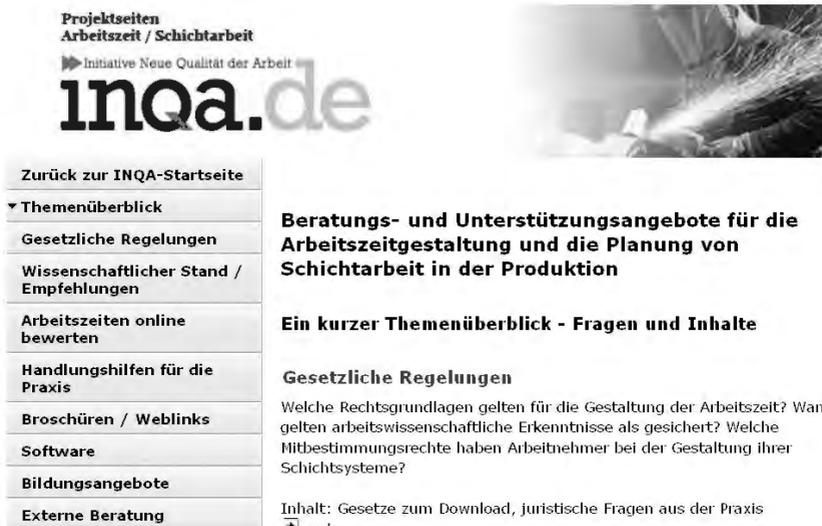 Projektseiten
Arbeitszeit / Schichtarbeit
Initiative Neue Qualität der Arbeit
inqa.de
Zurück zur INQA-Startseite
Themenüberblick
Gesetzliche Regelungen
Wissenschaftlicher Stand /
Empfehlungen
Arbeitszeiten online
bewerten
Handlungshilfen für die
Praxis
Broschüren / Weblinks
Software
Bildungsangebote
Externe Beratung
Beratungs- und Unterstützungsangebote für die
Arbeitszeitgestaltung und die Planung von
Schichtarbeit in der Produktion
Ein kurzer Themenüberblick - Fragen und Inhalte
Gesetzliche Regelungen
Welche Rechtsgrundlagen gelten für die Gestaltung der Arbeitszeit?
gelten arbeitswissenschaftliche Erkenntnisse als gesichert? Welche
Mitbestimmungsrechte haben Arbeitnehmer bei der Gestaltung ihrer
Schichtsysteme?
Inhalt: Gesetze zum Download, juristische Fragen aus der Praxis